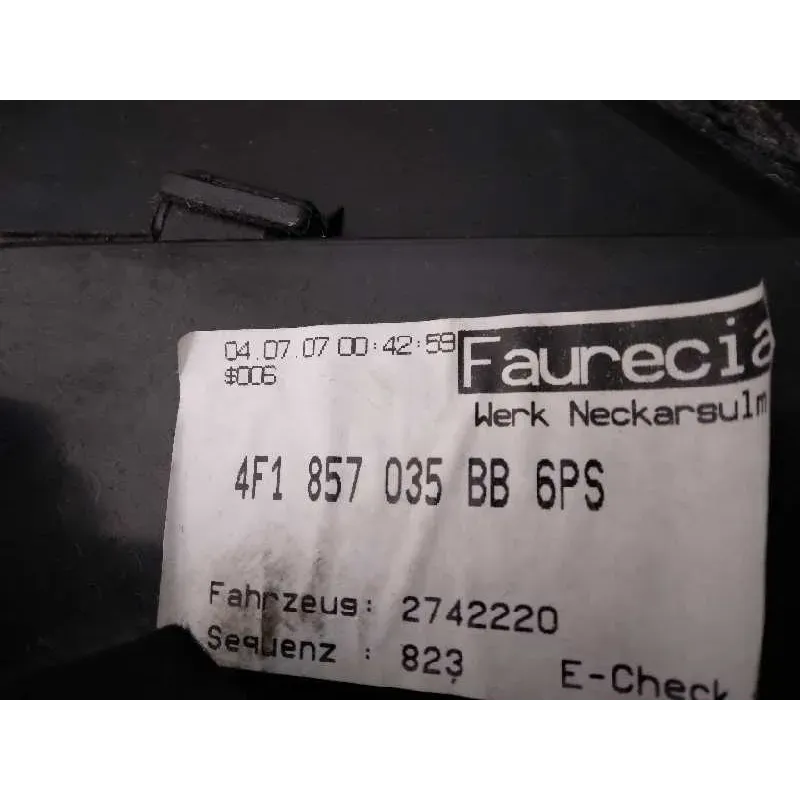 04.07.07 00:42:59 Faurecia
$006
Werk Neckarsulm
4F1 857 035 BB 6PS
Fahrzeug: 2742220
Sequenz : 823
E-Check